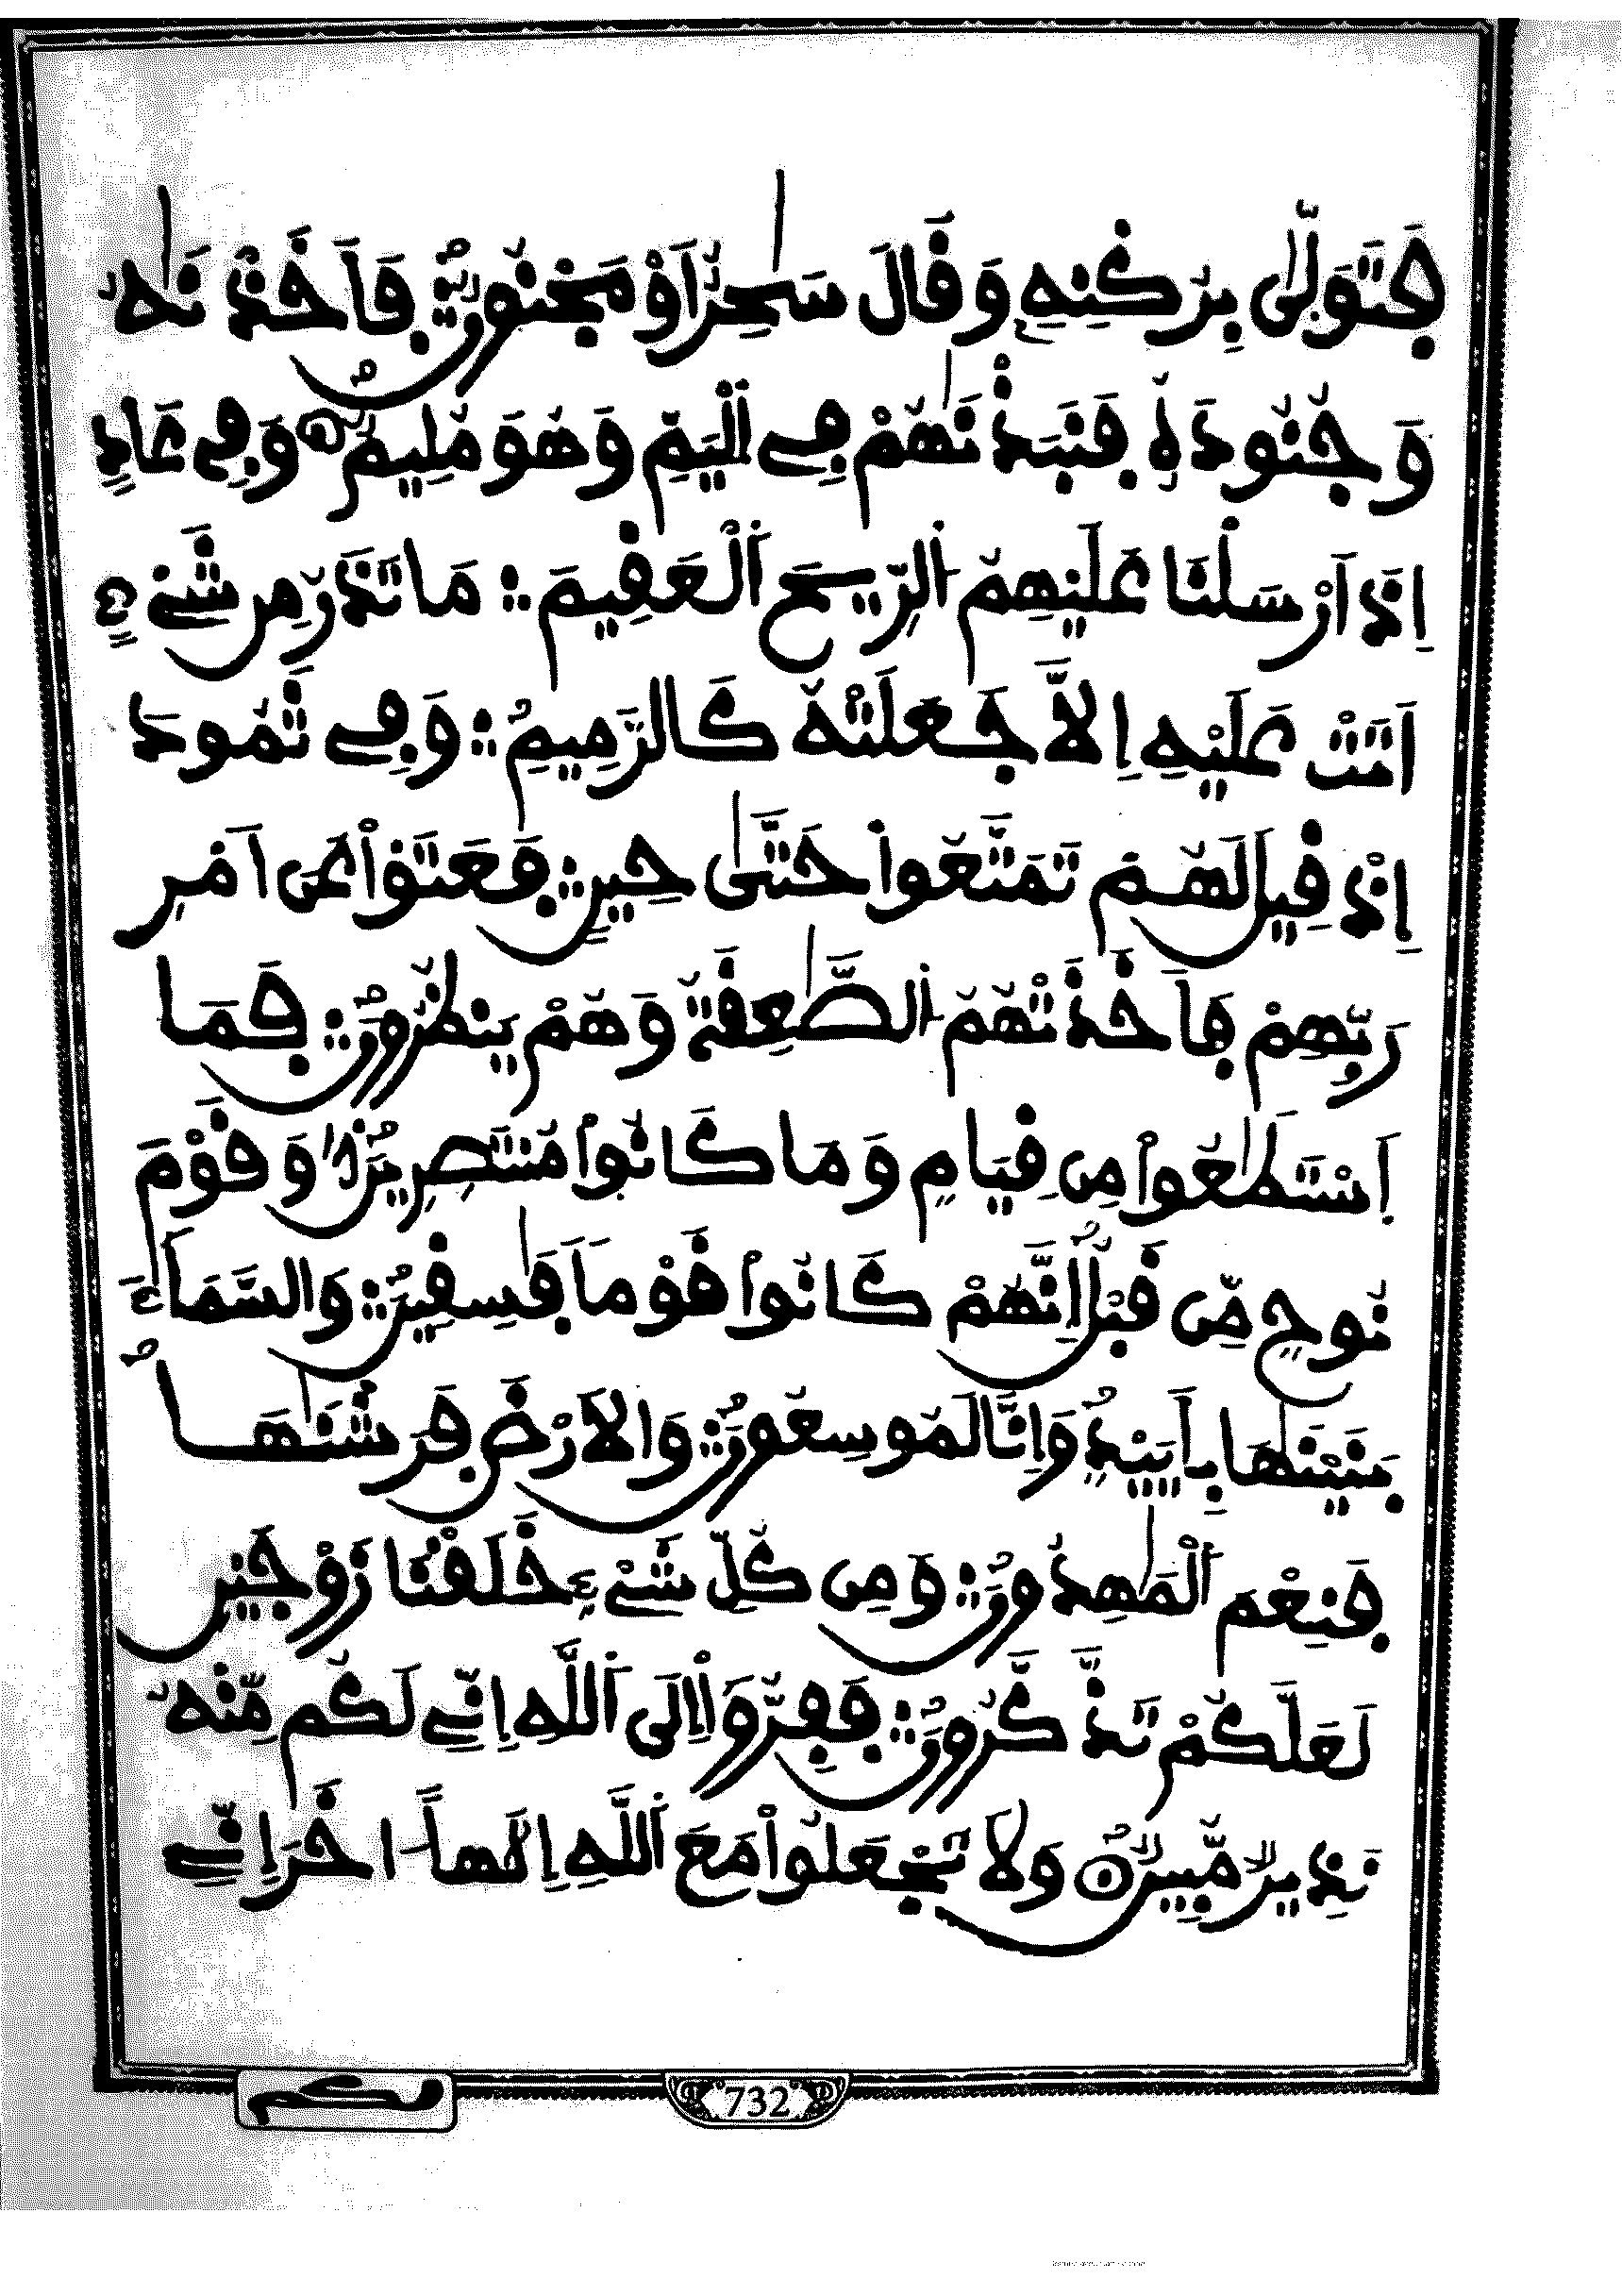 فَتَوَلَّىٰ بِرُكْنِهِۦ وَقَالَ سَٰحِرٌ اَوْ مَجْنُونٌ فَأَخَذْنَٰهُ
وَجُنُودَهُۥ فَنَبَذْنَٰهُمْ فِے اِ۬لْيَمِّ وَهُوَ مُلِيمٌ ۝ وَفِے عَادٍ
اِذَ اَرْسَلْنَا عَلَيْهِمُ اُ۬لرِّيحَ اَ۬لْعَقِيمَ مَا تَذَرُ مِن شَےْءٍ
اَتَتْ عَلَيْهِ إِلَّا جَعَلَتْهُ كَالرَّمِيمِ وَفِے ثَمُودَ
إِذْ قِيلَ لَهُمْ تَمَتَّعُواْ حَتَّىٰ حِينٍ فَعَتَوْاْ عَنَ اَمْرِ
رَبِّهِمْ فَأَخَذَتْهُمُ اُ۬لصَّٰعِقَةُ وَهُمْ يَنظُرُونَ فَمَا
اَ۪سْتَطَٰعُواْ مِن قِيَامٍ وَمَا كَانُواْ مُنتَصِرِينَ وَقَوْمَ
نُوحٍ مِّن قَبْلُ إِنَّهُمْ كَانُواْ قَوْماً فَٰسِقِينَ وَالسَّمَآءَ
بَنَيْنَٰهَا بِأَيْيْدٍ وَإِنَّا لَمُوسِعُونَ وَالَارْضَ فَرَشْنَٰهَا
فَنِعْمَ اَ۬لْمَٰهِدُونَ وَمِن كُلِّ شَےْءٍ خَلَقْنَا زَوْجَيْنِ
لَعَلَّكُمْ تَذَّكَّرُونَ فَفِرُّوٓاْ إِلَى اَ۬للَّهِ إِنِّے لَكُم مِّنْهُ
نَذِيرٌ مُّبِينٌ ۝ وَلَا تَجْعَلُواْ مَعَ اَ۬للَّهِ إِلَٰهاً اٰخَرَ إِنِّے
لَكُم
732